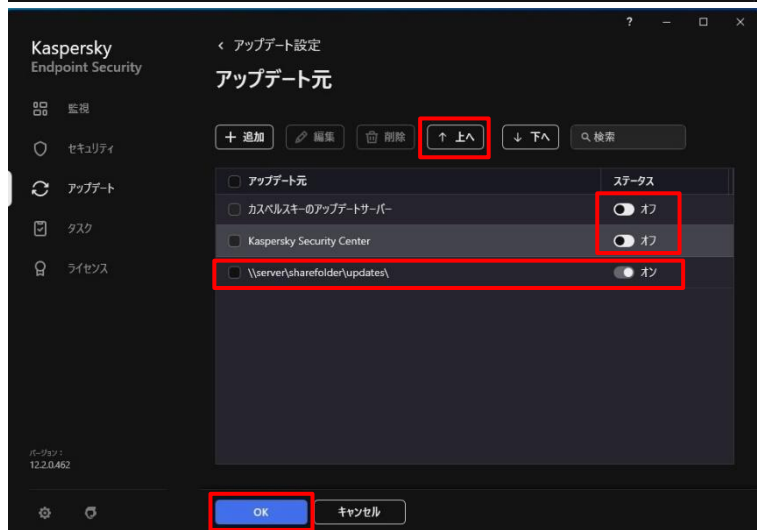 ? – □ ×
Kaspersky
Endpoint Security
監視
セキュリティ
アップデート
タスク
ライセンス
バージョン：
12.2.0.462
< アップデート設定
アップデート元
+ 追加 編集 削除 ↑ 上へ ↓ 下へ 検索
アップデート元 ステータス
カスペルスキーのアップデートサーバー オフ
Kaspersky Security Center オフ
\\server\sharefolder\updates\ オン
OK キャンセル